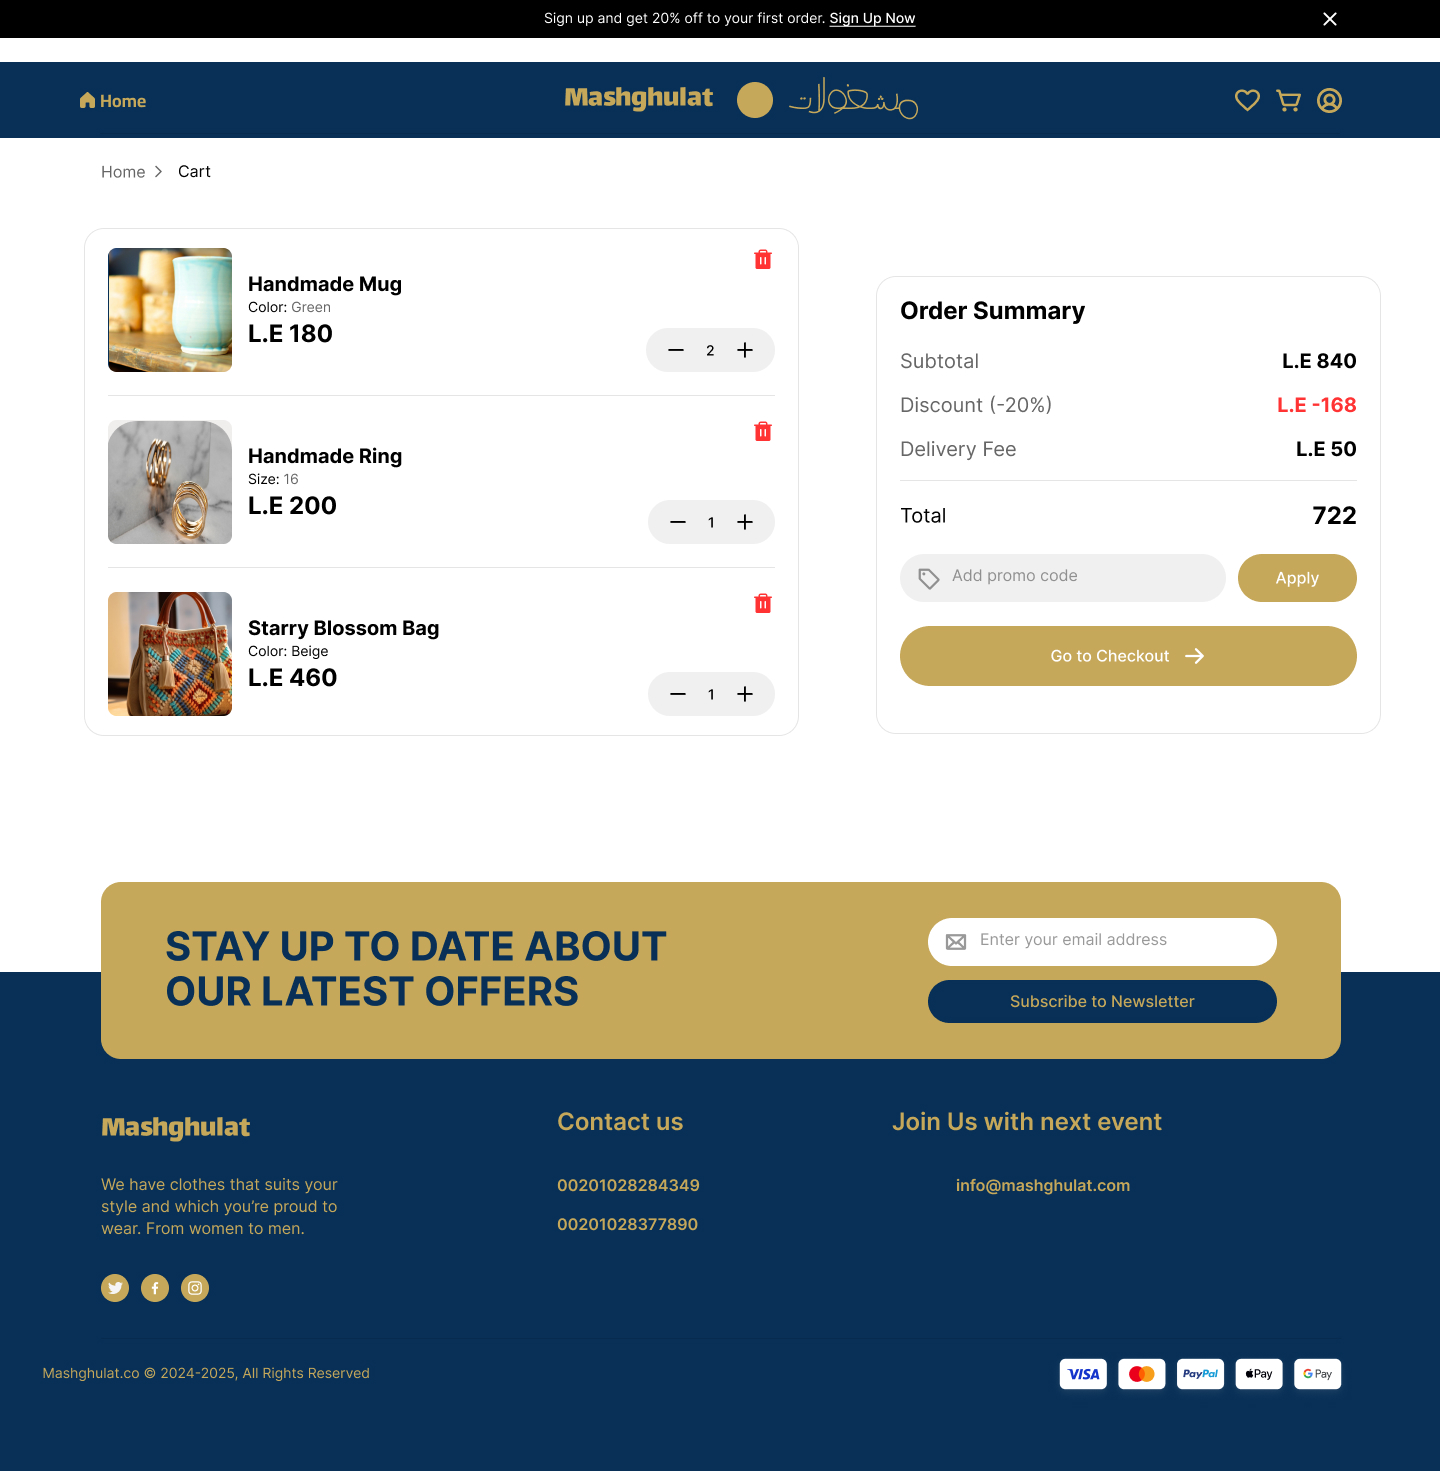 Sign up and get 20% off to your first order. Sign Up Now
Home
Mashghulat
مشغولات
Home
Cart
Handmade Mug
Color: Green
L.E 180
2
Handmade Ring
Size: 16
L.E 200
1
Starry Blossom Bag
Color: Beige
L.E 460
1
Order Summary
Subtotal
L.E 840
Discount (-20%)
L.E -168
Delivery Fee
L.E 50
Total
722
Add promo code
Apply
Go to Checkout
STAY UP TO DATE ABOUT
OUR LATEST OFFERS
Enter your email address
Subscribe to Newsletter
Mashghulat
We have clothes that suits your
style and which you’re proud to
wear. From women to men.
Contact us
00201028284349
00201028377890
Join Us with next event
info@mashghulat.com
Mashghulat.co © 2024-2025, All Rights Reserved
VISA
PayPal
Pay
G Pay